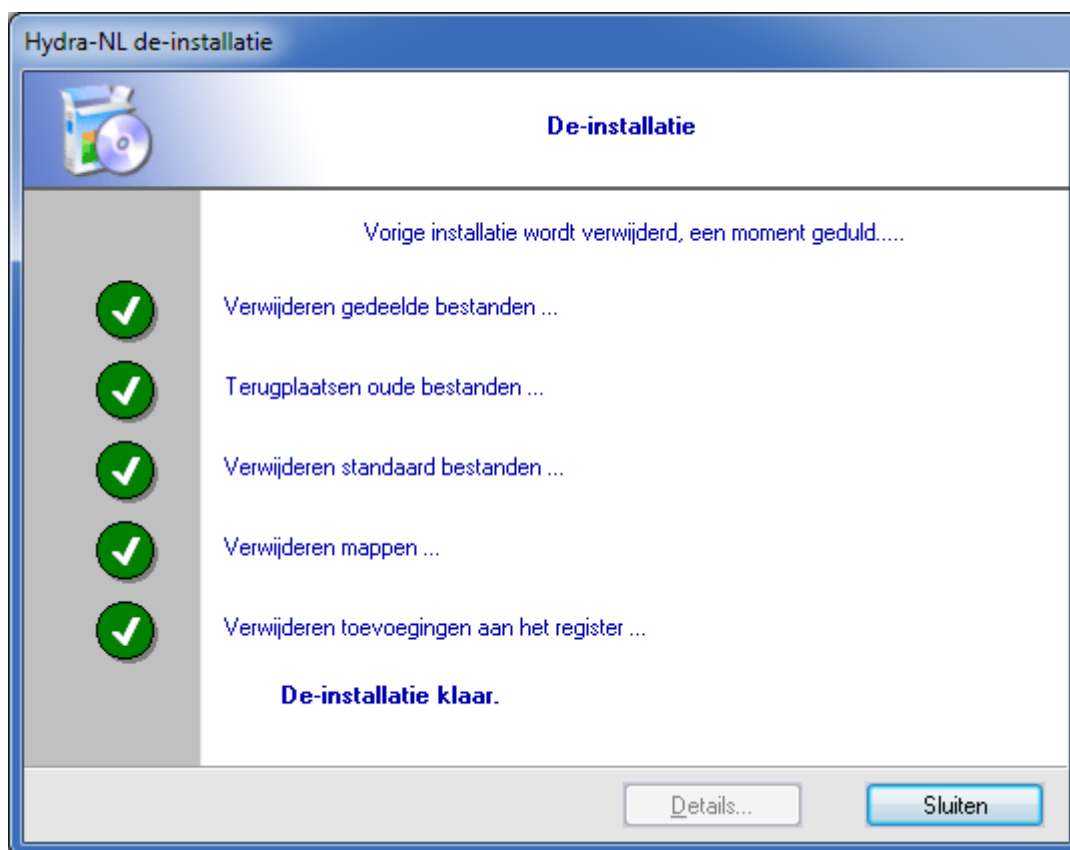 Hydra-NL de-installatie
De-installatie
Vorige installatie wordt verwijderd, een moment geduld.....
Verwijderen gedeelde bestanden ...
Terugplaatsen oude bestanden ...
Verwijderen standaard bestanden ...
Verwijderen mappen ...
Verwijderen toevoegingen aan het register ...
De-installatie klaar.
Details... Sluiten